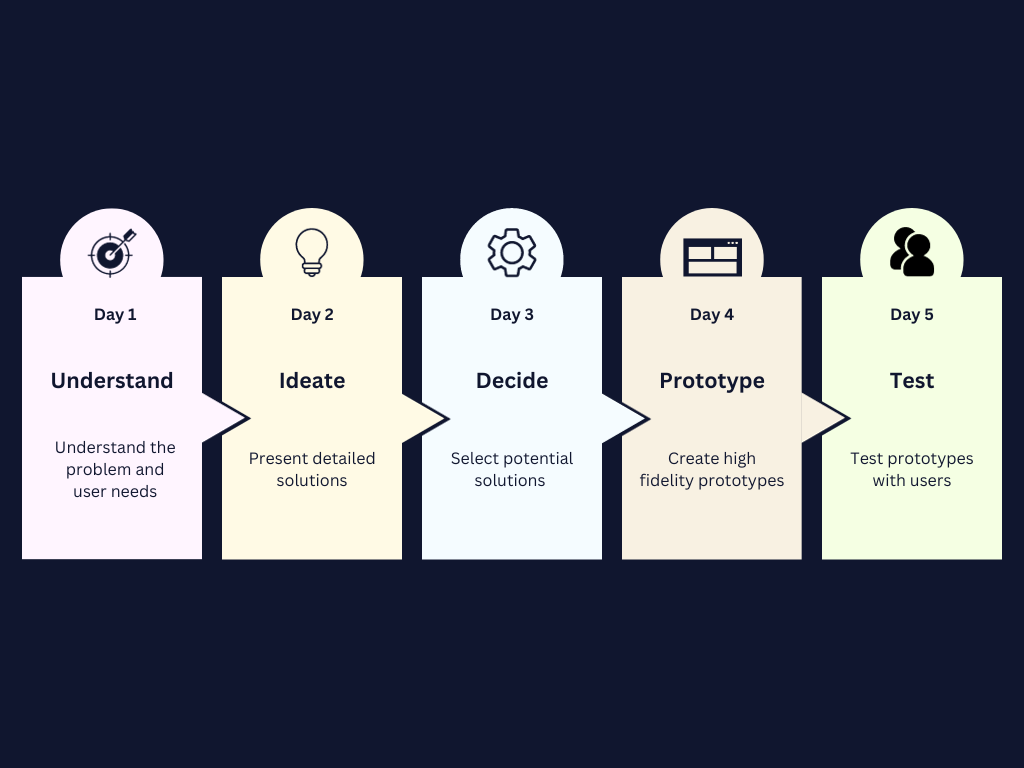 Day 1
Understand
Understand the
problem and
user needs
Day 2
Ideate
Present detailed
solutions
Day 3
Decide
Select potential
solutions
Day 4
Prototype
Create high
fidelity prototypes
Day 5
Test
Test prototypes
with users